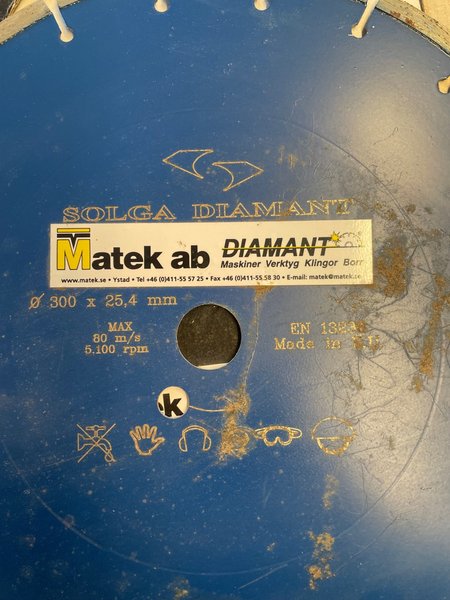 SOLGA DIAMANT
Matek ab
DIAMANT
Maskiner Verktyg Klingor Borr
www.matek.se • Ystad • Tel +46 (0)411-55 57 25 • Fax +46 (0)411-55.58 30 • E-mail: matek@matek.se
Ø 300 x 25,4 mm
MAX
80 m/s
5.100 rpm
EN
Made in
.k